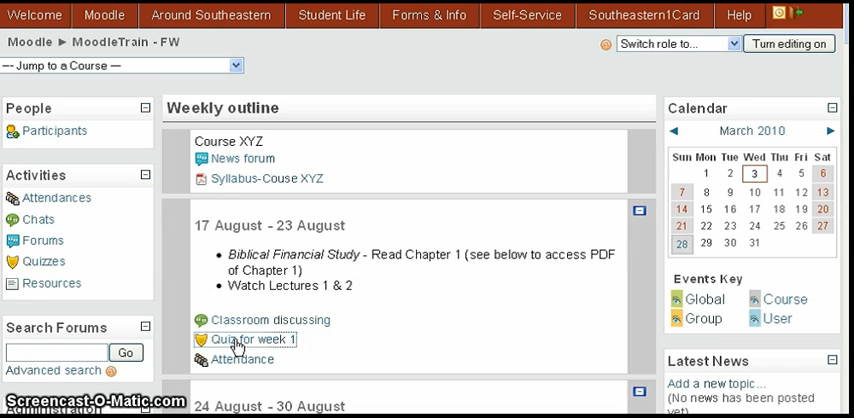 Welcome Moodle Around Southeastern Student Life Forms & Info Self-Service Southeastern1Card Help
Moodle ► MoodleTrain - FW
Switch role to...
Turn editing on
--- Jump to a Course ---
People
Participants
Activities
Attendances
Chats
Forums
Quizzes
Resources
Search Forums
Go
Advanced search
Administration
Weekly outline
Course XYZ
News forum
Syllabus-Couse XYZ
17 August - 23 August
• Biblical Financial Study - Read Chapter 1 (see below to access PDF
of Chapter 1)
• Watch Lectures 1 & 2
Classroom discussing
Quiz for week 1
Attendance
24 August - 30 August
Calendar
◄ March 2010 ►
Sun Mon Tue Wed Thu Fri Sat
1 2 3 4 5 6
7 8 9 10 11 12 13
14 15 16 17 18 19 20
21 22 23 24 25 26 27
28 29 30 31
Events Key
Global Course
Group User
Latest News
Add a new topic...
(No news has been posted
yet)
Screencast-O-Matic.com